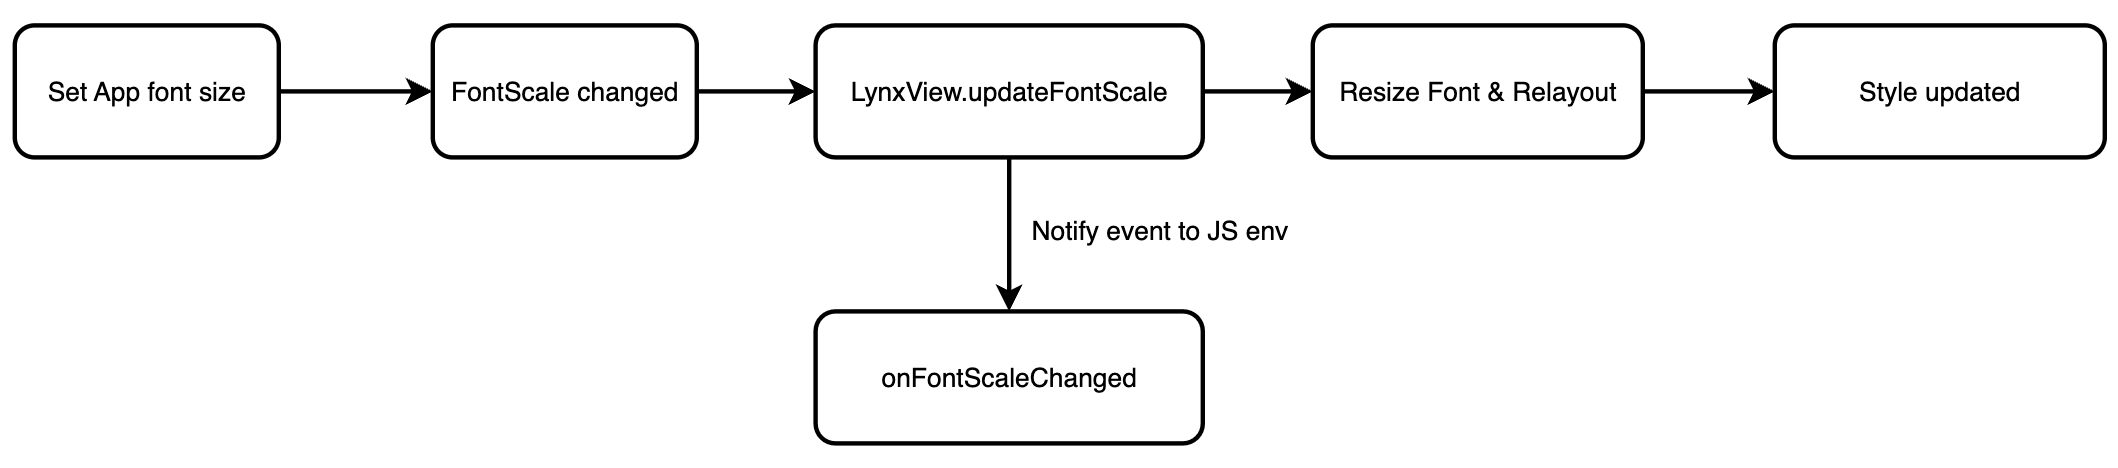 Set App font size
FontScale changed
LynxView.updateFontScale
Resize Font & Relayout
Style updated
Notify event to JS env
onFontScaleChanged